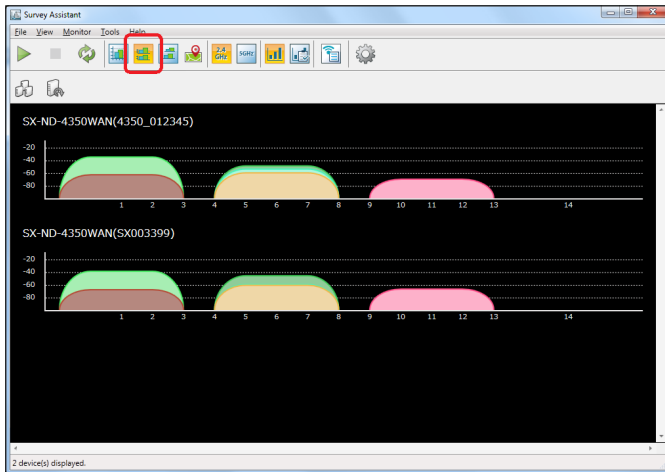 Survey Assistant
File View Monitor Tools Help
2.4 GHz 5GHz
SX-ND-4350WAN(4350_012345)
-20
-40
-60
-80
1 2 3 4 5 6 7 8 9 10 11 12 13 14
SX-ND-4350WAN(SX003399)
-20
-40
-60
-80
1 2 3 4 5 6 7 8 9 10 11 12 13 14
2 device(s) displayed.